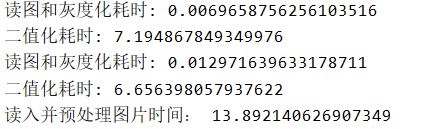 读图和灰度化耗时: 0.0069658756256103516
二值化耗时: 7.194867849349976
读图和灰度化耗时: 0.012971639633178711
二值化耗时: 6.656398057937622
读入并预处理图片时间： 13.892140626907349